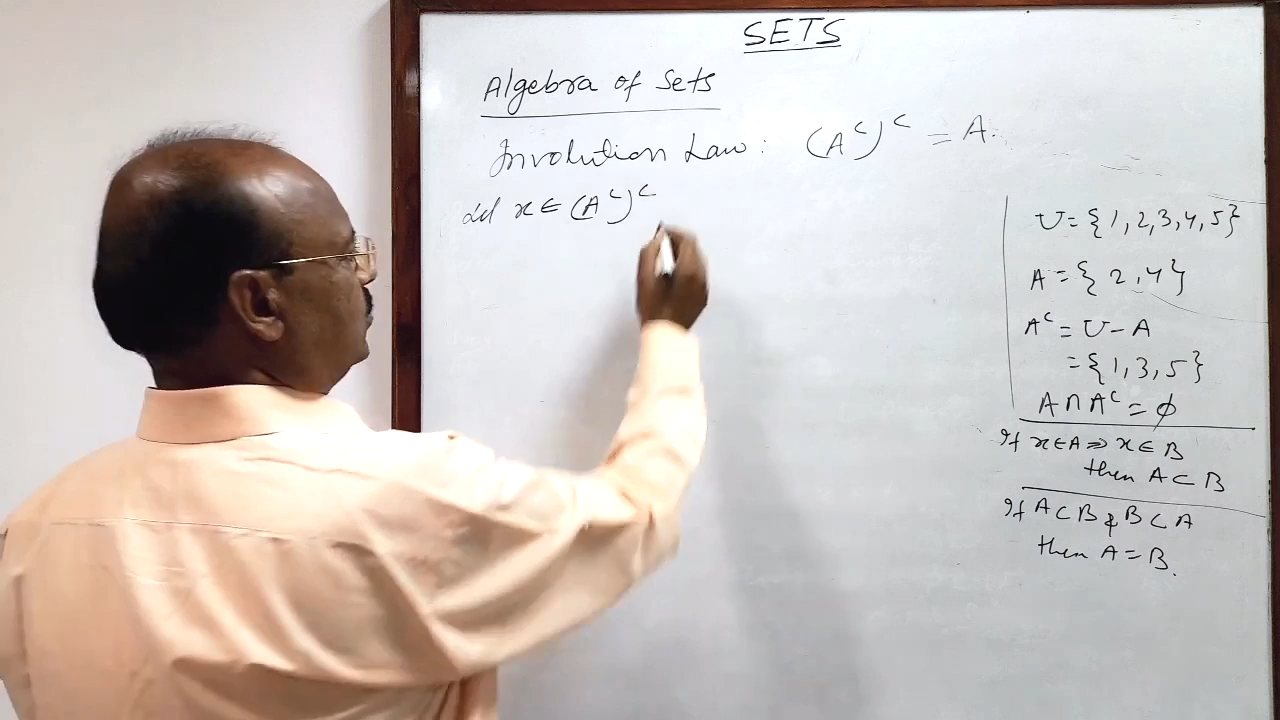 SETS
Algebra of Sets
Involution Law : (A^c)^c = A.
Let x ∈ (A^c)^c
U = {1, 2, 3, 4, 5}
A = {2, 4}
A^c = U - A
= {1, 3, 5}
A ∩ A^c = ϕ
If x ∈ A ⇒ x ∈ B
then A ⊂ B
If A ⊂ B & B ⊂ A
then A = B.